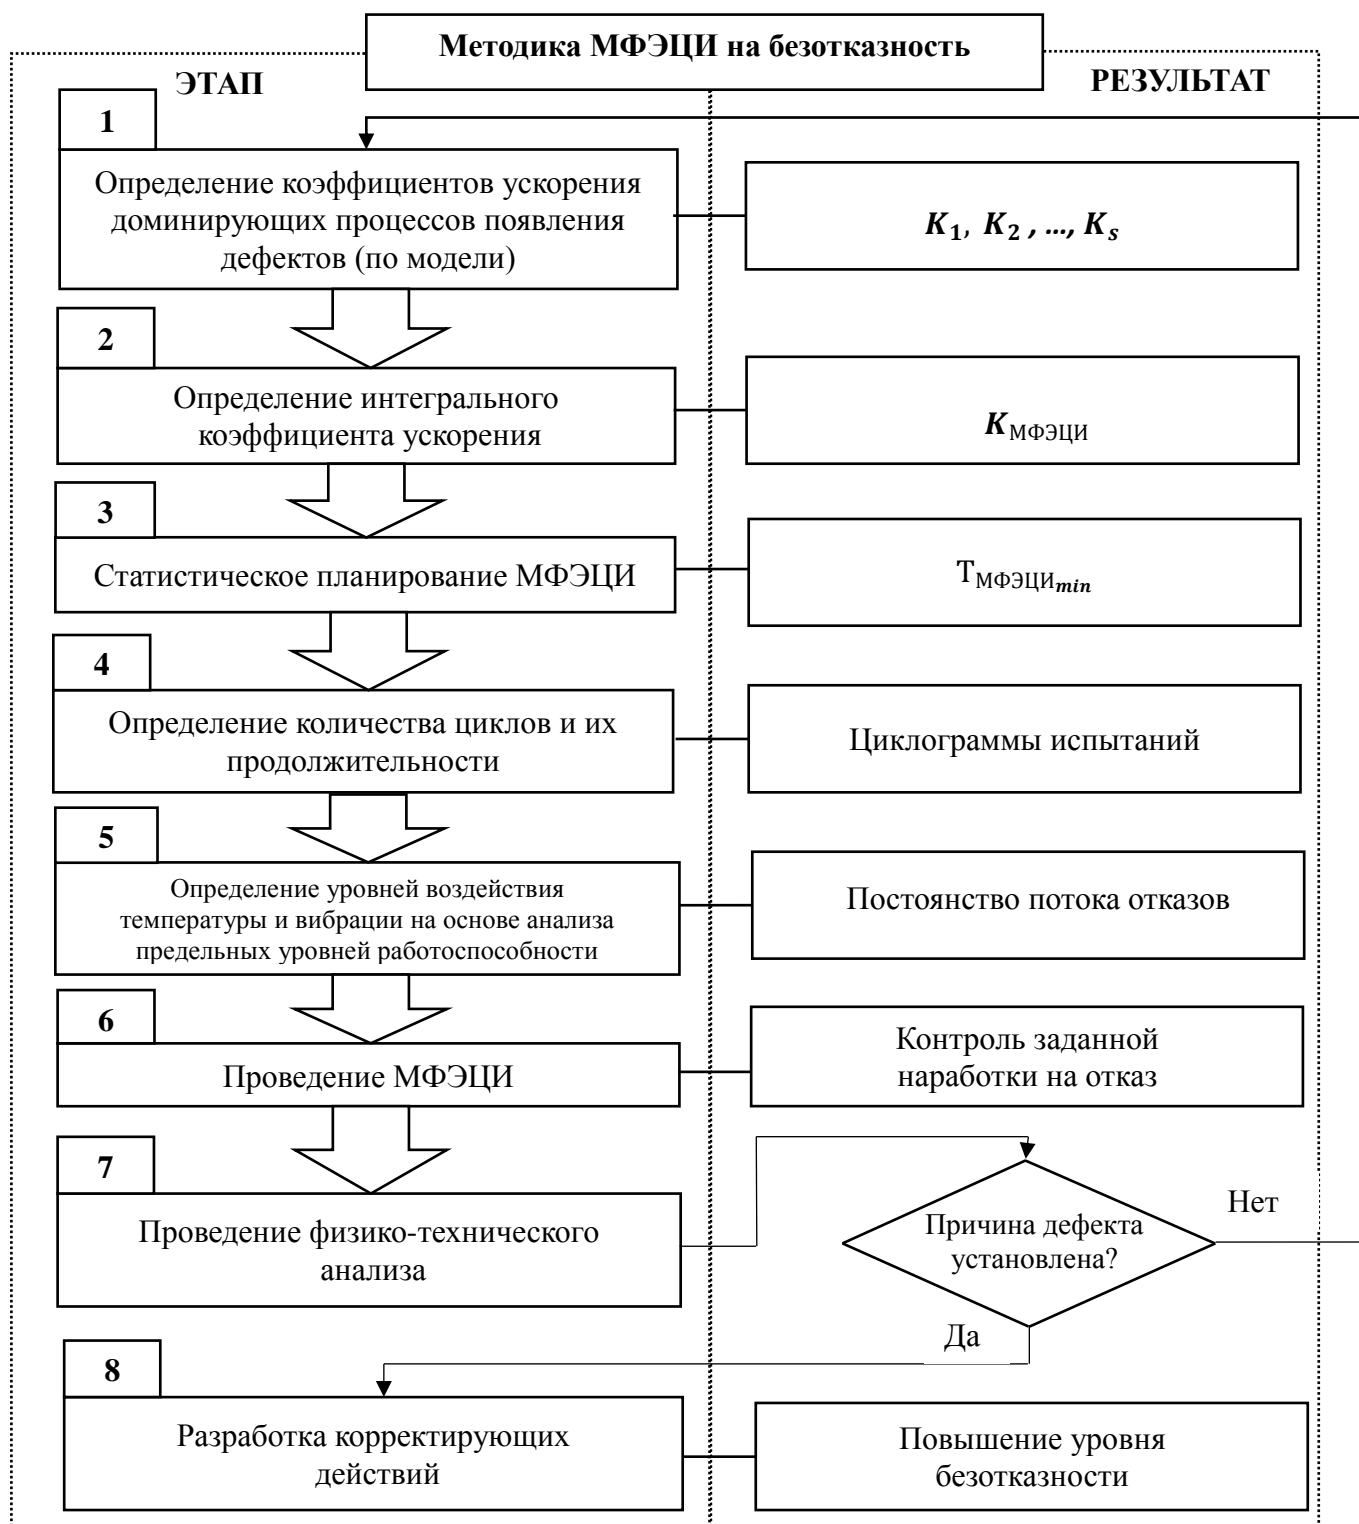 Методика МФЭЦИ на безотказность
ЭТАП
РЕЗУЛЬТАТ
1
Определение коэффициентов ускорения
доминирующих процессов появления
дефектов (по модели)
K₁, K₂ , ..., Kₛ
2
Определение интегрального
коэффициента ускорения
K МФЭЦИ
3
Статистическое планирование МФЭЦИ
Т МФЭЦИ min
4
Определение количества циклов и их
продолжительности
Циклограммы испытаний
5
Определение уровней воздействия
температуры и вибрации на основе анализа
предельных уровней работоспособности
Постоянство потока отказов
6
Проведение МФЭЦИ
Контроль заданной
наработки на отказ
7
Проведение физико-технического
анализа
Причина дефекта
установлена?
Нет
Да
8
Разработка корректирующих
действий
Повышение уровня
безотказности